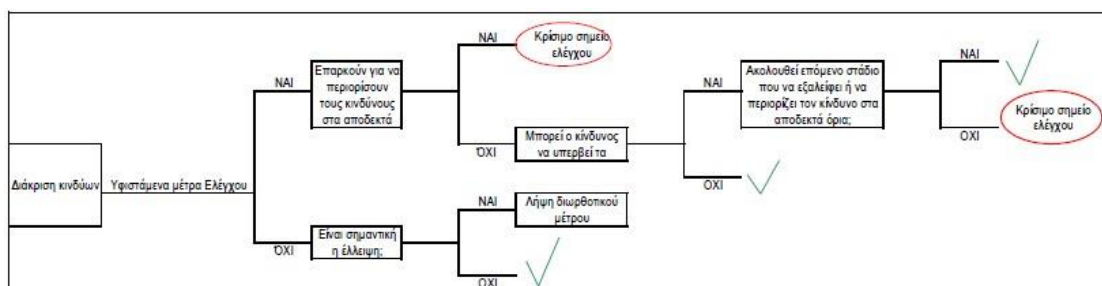 ΝΑΙ
Κρίσιμο σημείο
ελέγχου
ΝΑΙ
Επαρκούν για να
περιορίσουν
τους κινδύνους
στα αποδεκτά
ΝΑΙ
Ακολουθεί επόμενο στάδιο
που να εξαλείφει ή να
περιορίζει τον κίνδυνο στα
αποδεκτά όρια;
ΝΑΙ
ΟΧΙ
Κρίσιμο σημείο
ελέγχου
ΌΧΙ
Μπορεί ο κίνδυνος
να υπερβεί τα
ΟΧΙ
Διάκριση κινδύων
Υφιστάμενα μέτρα Ελέγχου
ΝΑΙ
Λήψη διωρθοτικού
μέτρου
ΌΧΙ
Είναι σημαντική
η έλλειψη;
ΟΧΙ